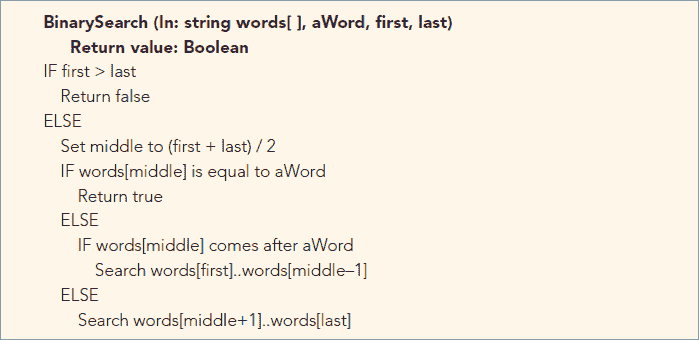 BinarySearch (In: string words[ ], aWord, first, last)
Return value: Boolean
IF first > last
Return false
ELSE
Set middle to (first + last) / 2
IF words[middle] is equal to aWord
Return true
ELSE
IF words[middle] comes after aWord
Search words[first]..words[middle–1]
ELSE
Search words[middle+1]..words[last]